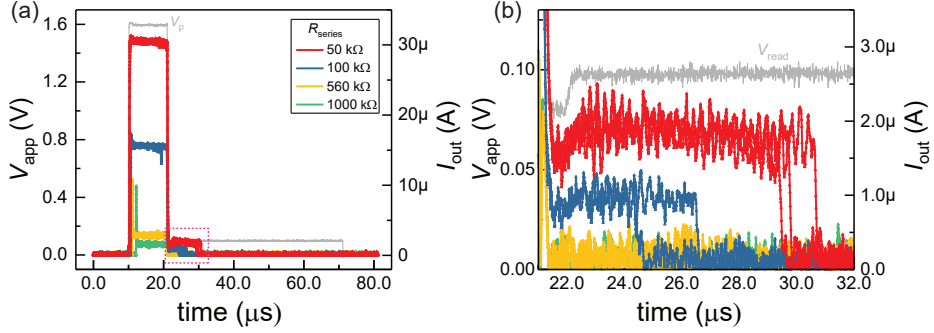 (a)
V_p
R_series
50 kΩ
100 kΩ
560 kΩ
1000 kΩ
1.6
1.2
0.8
0.4
0.0
V_app (V)
30µ
20µ
10µ
0
I_out (A)
0.0
20.0
40.0
60.0
80.0
time (µs)
(b)
V_read
0.10
0.05
0.00
V_app (V)
3.0µ
2.0µ
1.0µ
0.0
I_out (A)
22.0
24.0
26.0
28.0
30.0
32.0
time (µs)